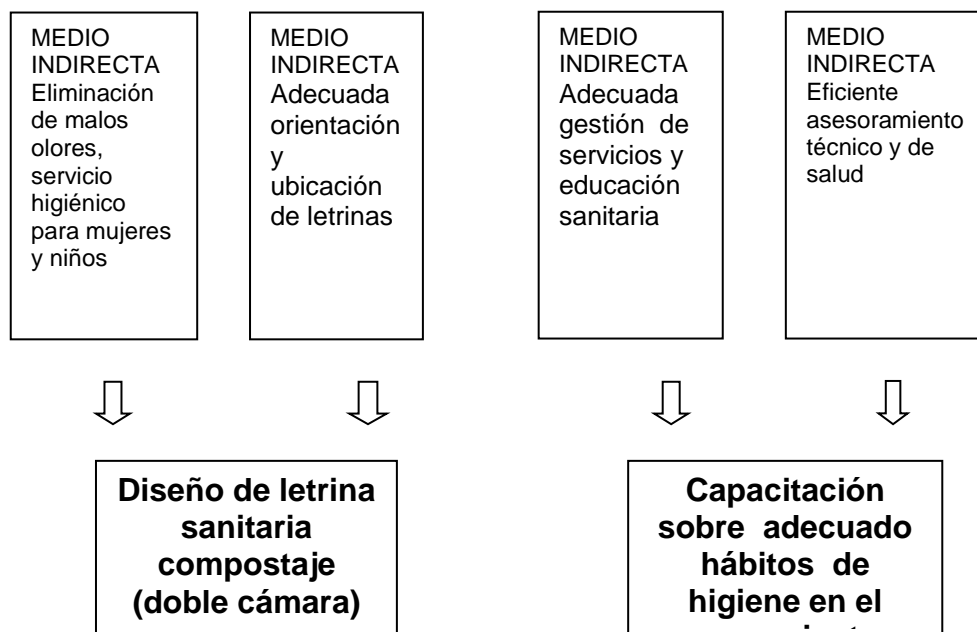 MEDIO
INDIRECTA
Eliminación
de malos
olores,
servicio
higiénico
para mujeres
y niños
MEDIO
INDIRECTA
Adecuada
orientación
y
ubicación
de letrinas
MEDIO
INDIRECTA
Adecuada
gestión de
servicios y
educación
sanitaria
MEDIO
INDIRECTA
Eficiente
asesoramiento
técnico y de
salud
Diseño de letrina
sanitaria
compostaje
(doble cámara)
Capacitación
sobre adecuado
hábitos de
higiene en el